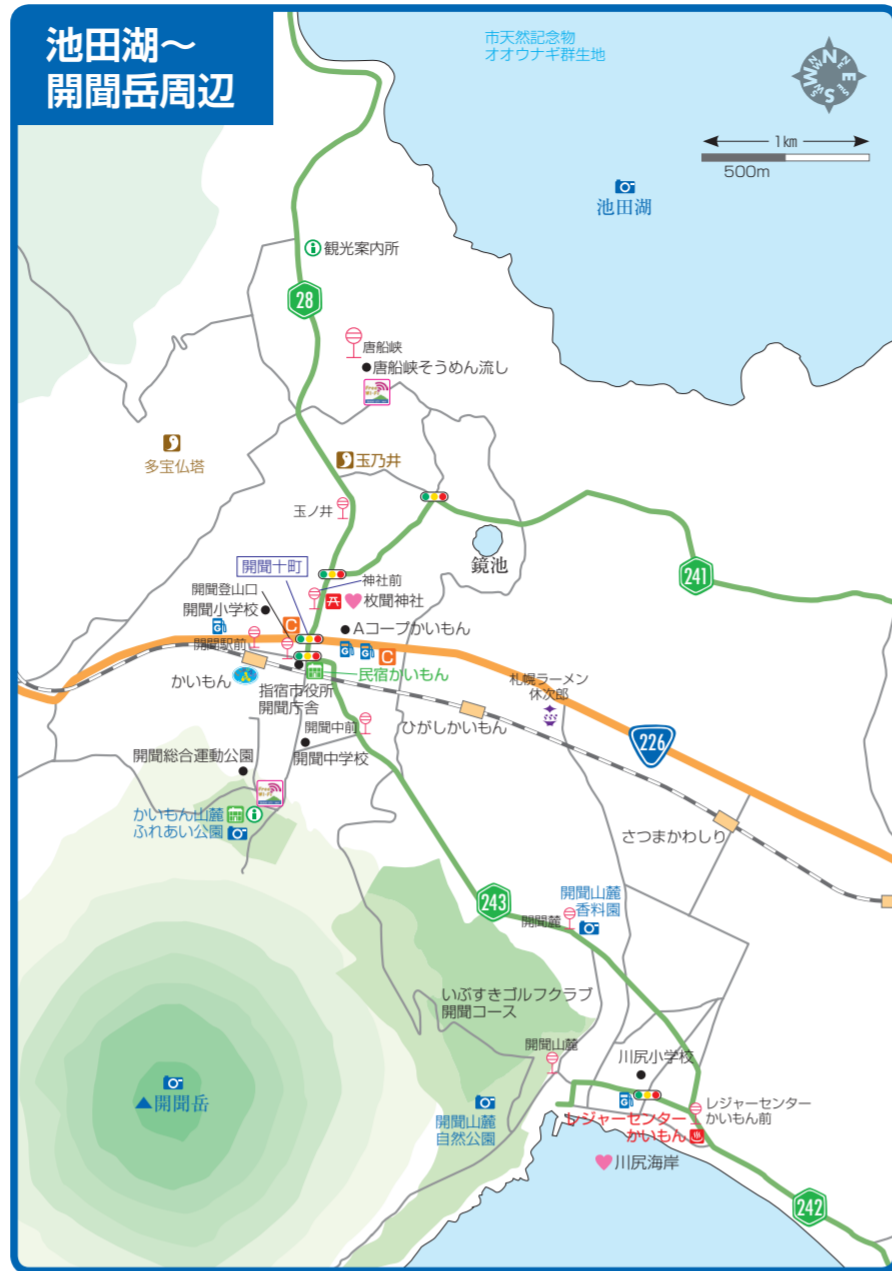 池田湖～
開聞岳周辺
市天然記念物
オオウナギ群生地
N
E
S
W
1km
500m
池田湖
観光案内所
28
唐船峡
唐船峡そうめん流し
多宝仏塔
玉乃井
玉ノ井
鏡池
241
開聞十町
神社前
開聞登山口
枚聞神社
開聞小学校
C
Aコープかいもん
開聞駅前
C
民宿かいもん
かいもん
指宿市役所
開聞庁舎
札幌ラーメン
休次郎
開聞中前
ひがしかいもん
226
開聞総合運動公園
開聞中学校
かいもん山麓
ふれあい公園
さつまかわしり
243
開聞山麓
香料園
開聞麓
いぶすきゴルフクラブ
開聞コース
開聞山麓
川尻小学校
▲開聞岳
開聞山麓
自然公園
レジャーセンター
かいもん
レジャーセンター
かいもん前
川尻海岸
242